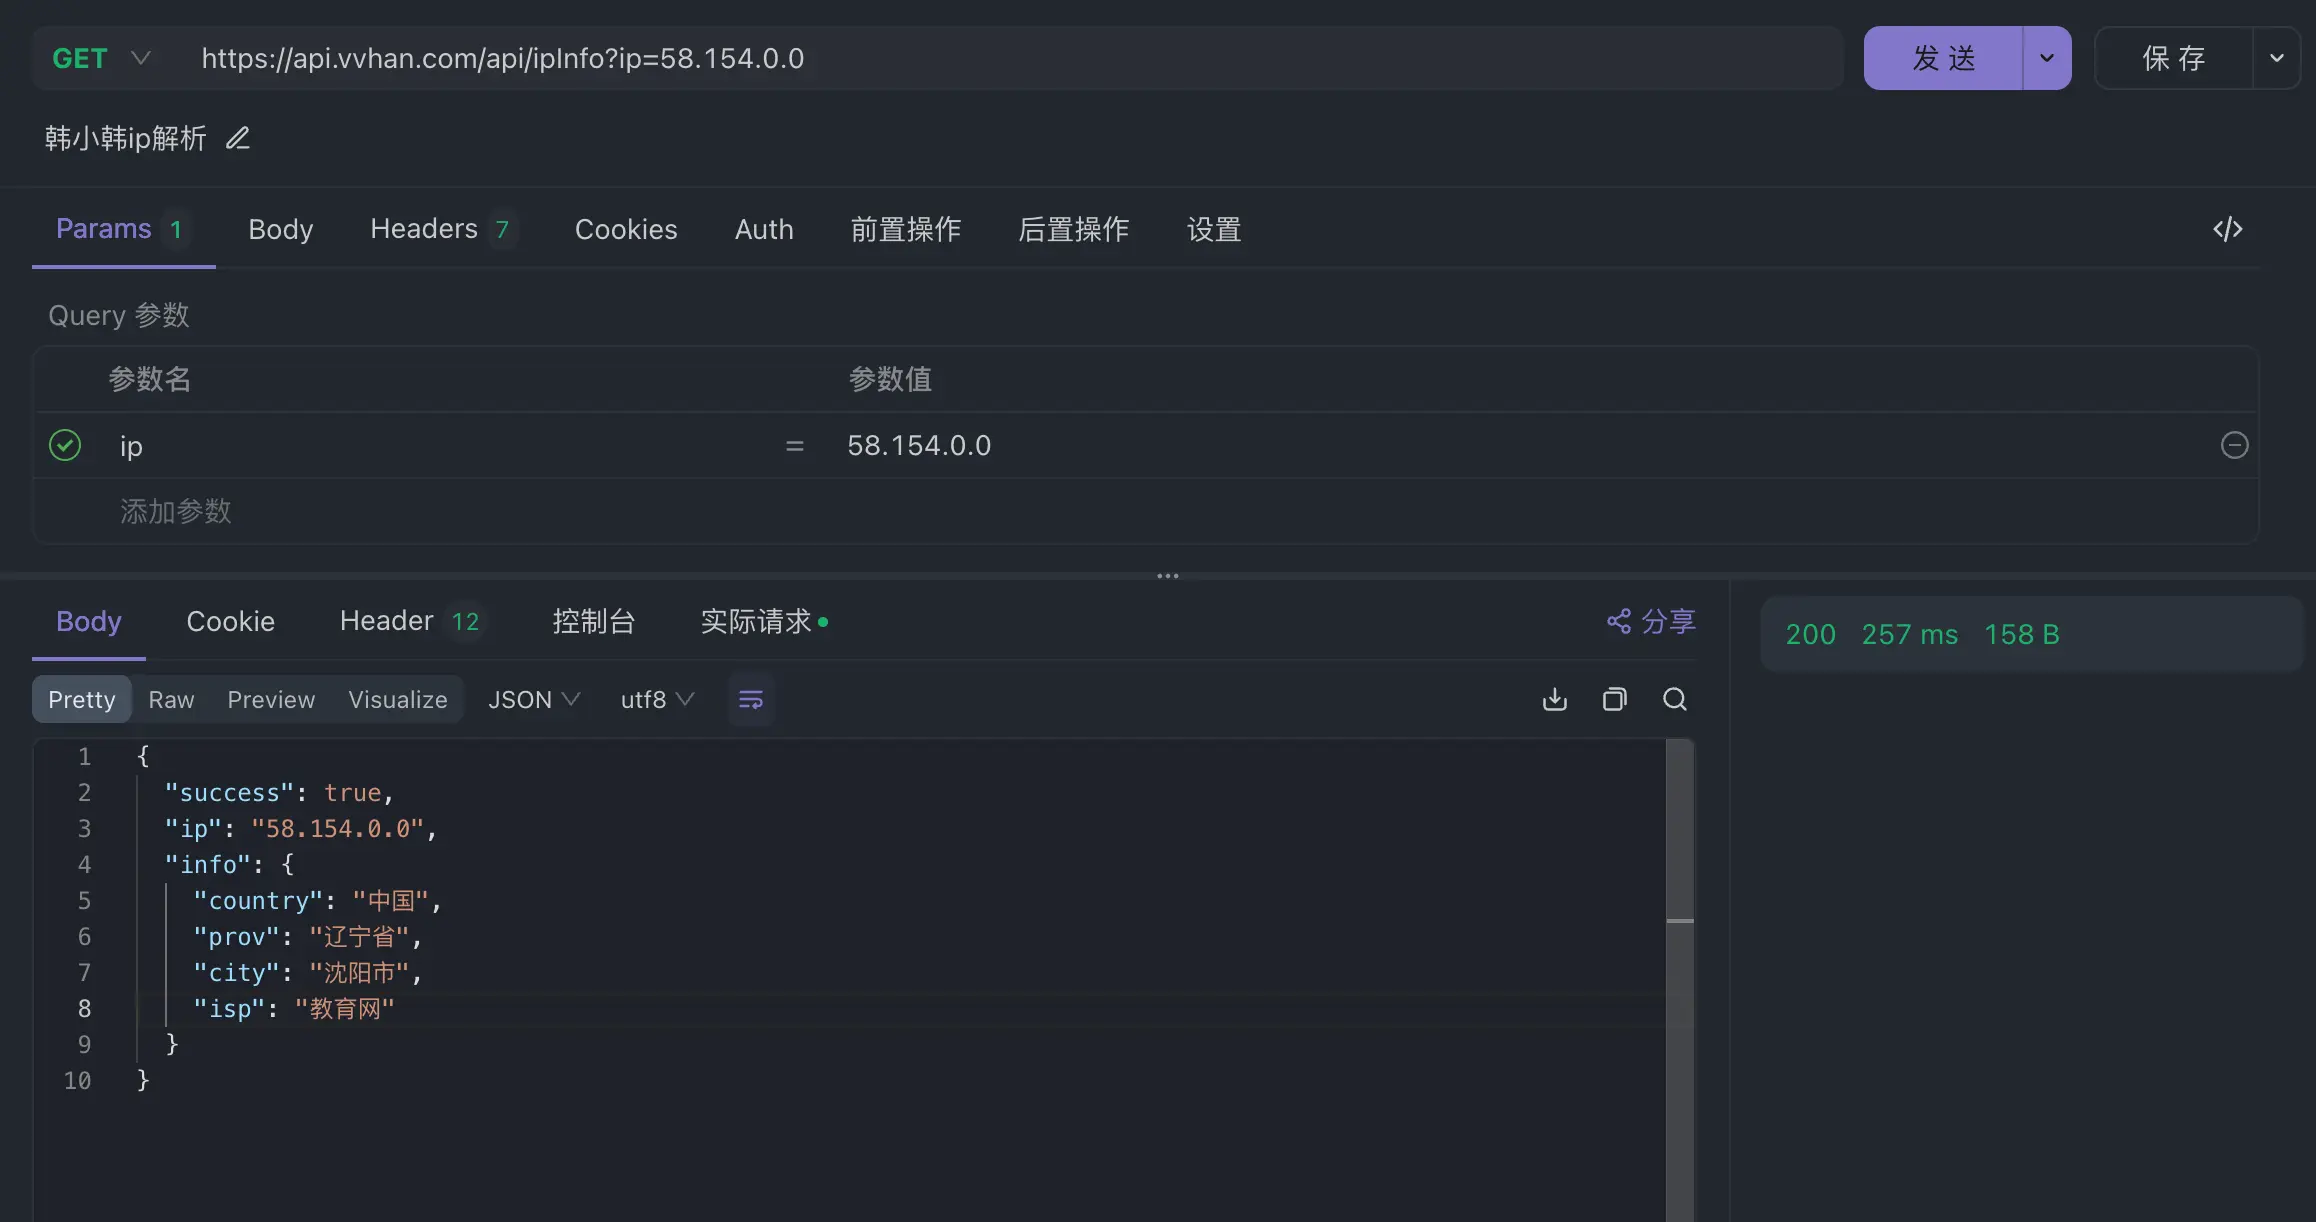 GET https://api.vvhan.com/api/ipInfo?ip=58.154.0.0 发 送 保 存
韩小韩ip解析
Params 1 Body Headers 7 Cookies Auth 前置操作 后置操作 设置 </>
Query 参数
参数名 参数值
ip = 58.154.0.0
添加参数
Body Cookie Header 12 控制台 实际请求 分享 200 257 ms 158 B
Pretty Raw Preview Visualize JSON utf8
1 {
2 "success": true,
3 "ip": "58.154.0.0",
4 "info": {
5 "country": "中国",
6 "prov": "辽宁省",
7 "city": "沈阳市",
8 "isp": "教育网"
9 }
10 }